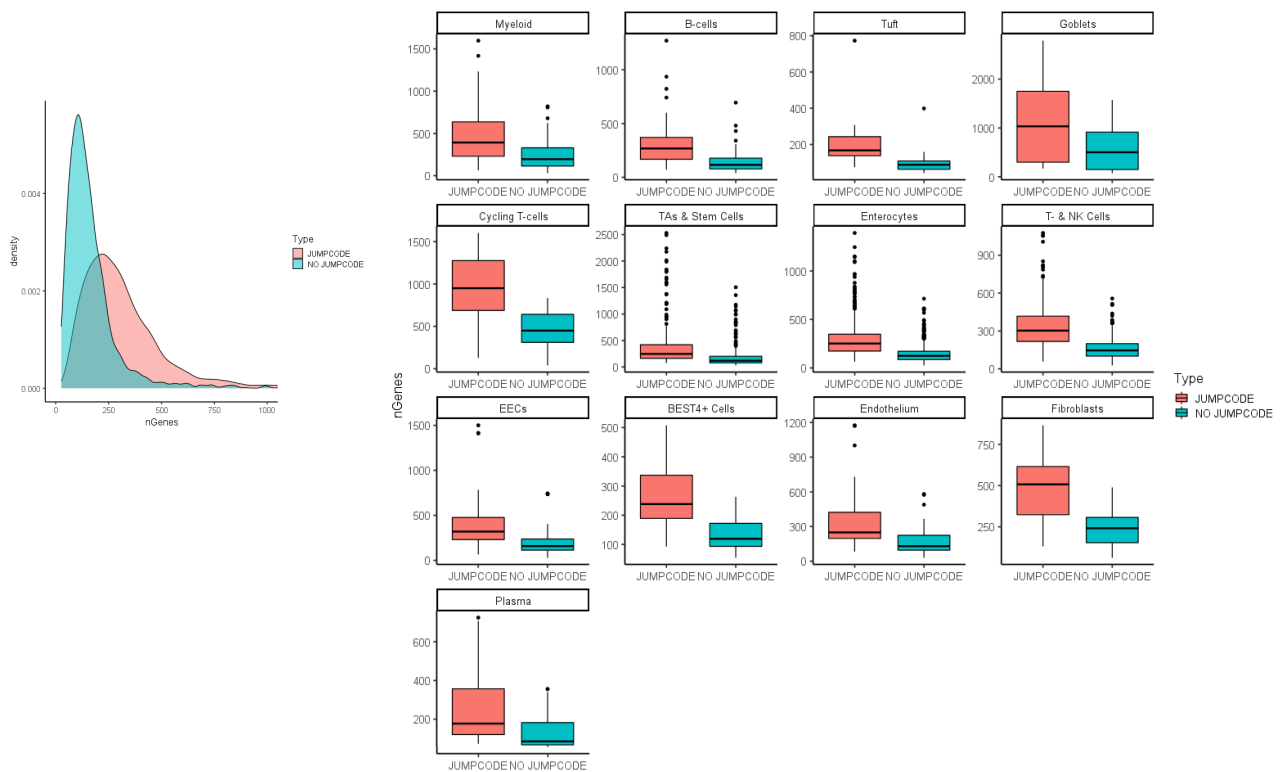 density
0.004
0.002
0.000
0
250
500
750
1000
nGenes
Type
JUMPCODE
NO JUMPCODE
nGenes
Myeloid
1500
1000
500
0
JUMPCODE NO JUMPCODE
B-cells
1000
500
0
JUMPCODE NO JUMPCODE
Tuft
800
600
400
200
JUMPCODE NO JUMPCODE
Goblets
2000
1000
0
JUMPCODE NO JUMPCODE
Cycling T-cells
1500
1000
500
0
JUMPCODE NO JUMPCODE
TAs & Stem Cells
2500
2000
1500
1000
500
0
JUMPCODE NO JUMPCODE
Enterocytes
1000
500
0
JUMPCODE NO JUMPCODE
T- & NK Cells
900
600
300
0
JUMPCODE NO JUMPCODE
EECs
1500
1000
500
0
JUMPCODE NO JUMPCODE
BEST4+ Cells
500
400
300
200
100
JUMPCODE NO JUMPCODE
Endothelium
1200
900
600
300
0
JUMPCODE NO JUMPCODE
Fibroblasts
750
500
250
JUMPCODE NO JUMPCODE
Plasma
600
400
200
JUMPCODE NO JUMPCODE
Type
JUMPCODE
NO JUMPCODE